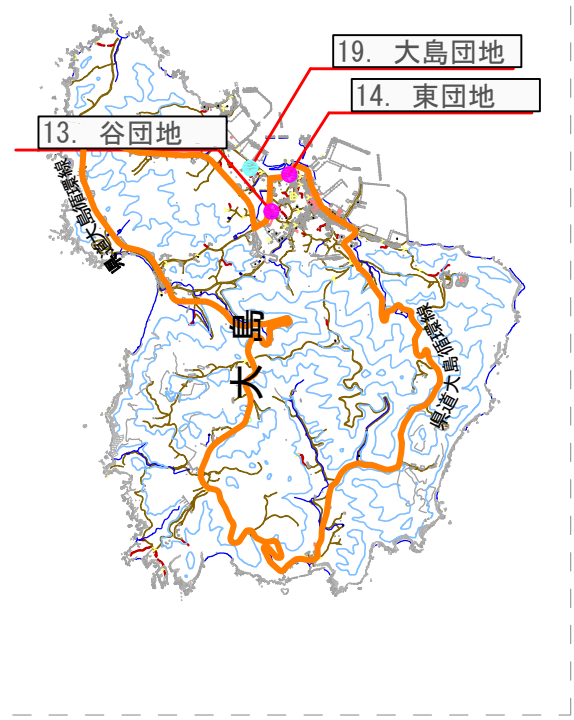 19. 大島団地
14. 東団地
13. 谷団地
県道大島循環線
大島
県道大島循環線